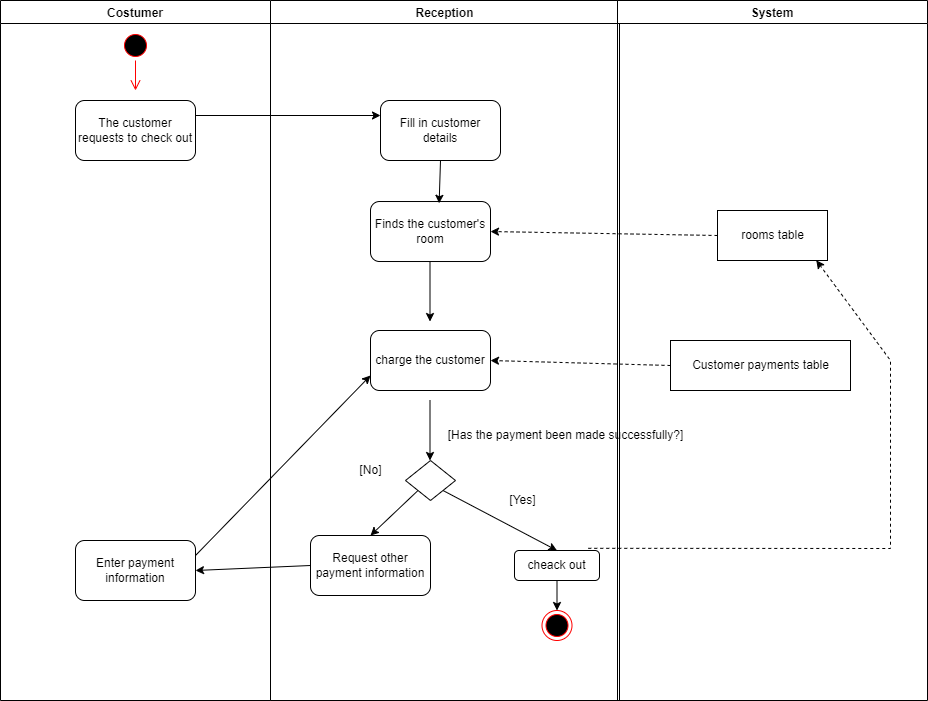 Costumer
Reception
System
The customer
requests to check out
Fill in customer
details
Finds the customer's
room
rooms table
charge the customer
Customer payments table
[Has the payment been made successfully?]
[No]
[Yes]
Enter payment
information
Request other
payment information
cheack out